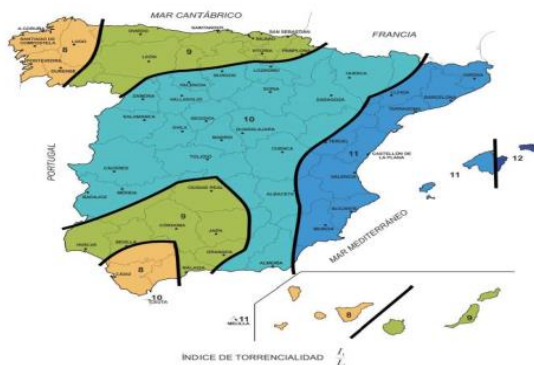 MAR CANTÁBRICO
FRANCIA
PORTUGAL
MAR MEDITERRÁNEO
A CORUÑA
SANTIAGO DE COMPOSTELA
LUGO
PONTEVEDRA
OURENSE
8
OVIEDO
SANTANDER
SAN SEBASTIÁN
BILBAO
VITORIA
PAMPLONA
LEÓN
9
BURGOS
LOGROÑO
HUESCA
PALENCIA
ZAMORA
VALLADOLID
SORIA
ZARAGOZA
LLEIDA
GIRONA
BARCELONA
TARRAGONA
SALAMANCA
SEGOVIA
10
ÁVILA
GUADALAJARA
MADRID
CUENCA
TERUEL
11
CASTELLÓN DE LA PLANA
TOLEDO
CÁCERES
VALENCIA
MÉRIDA
BADAJOZ
CIUDAD REAL
ALBACETE
ALICANTE
MURCIA
9
CÓRDOBA
JAÉN
HUELVA
SEVILLA
GRANADA
8
CÁDIZ
MÁLAGA
ALMERÍA
10
CEUTA
11
MELILLA
11
12
8
9
ÍNDICE DE TORRENCIALIDAD